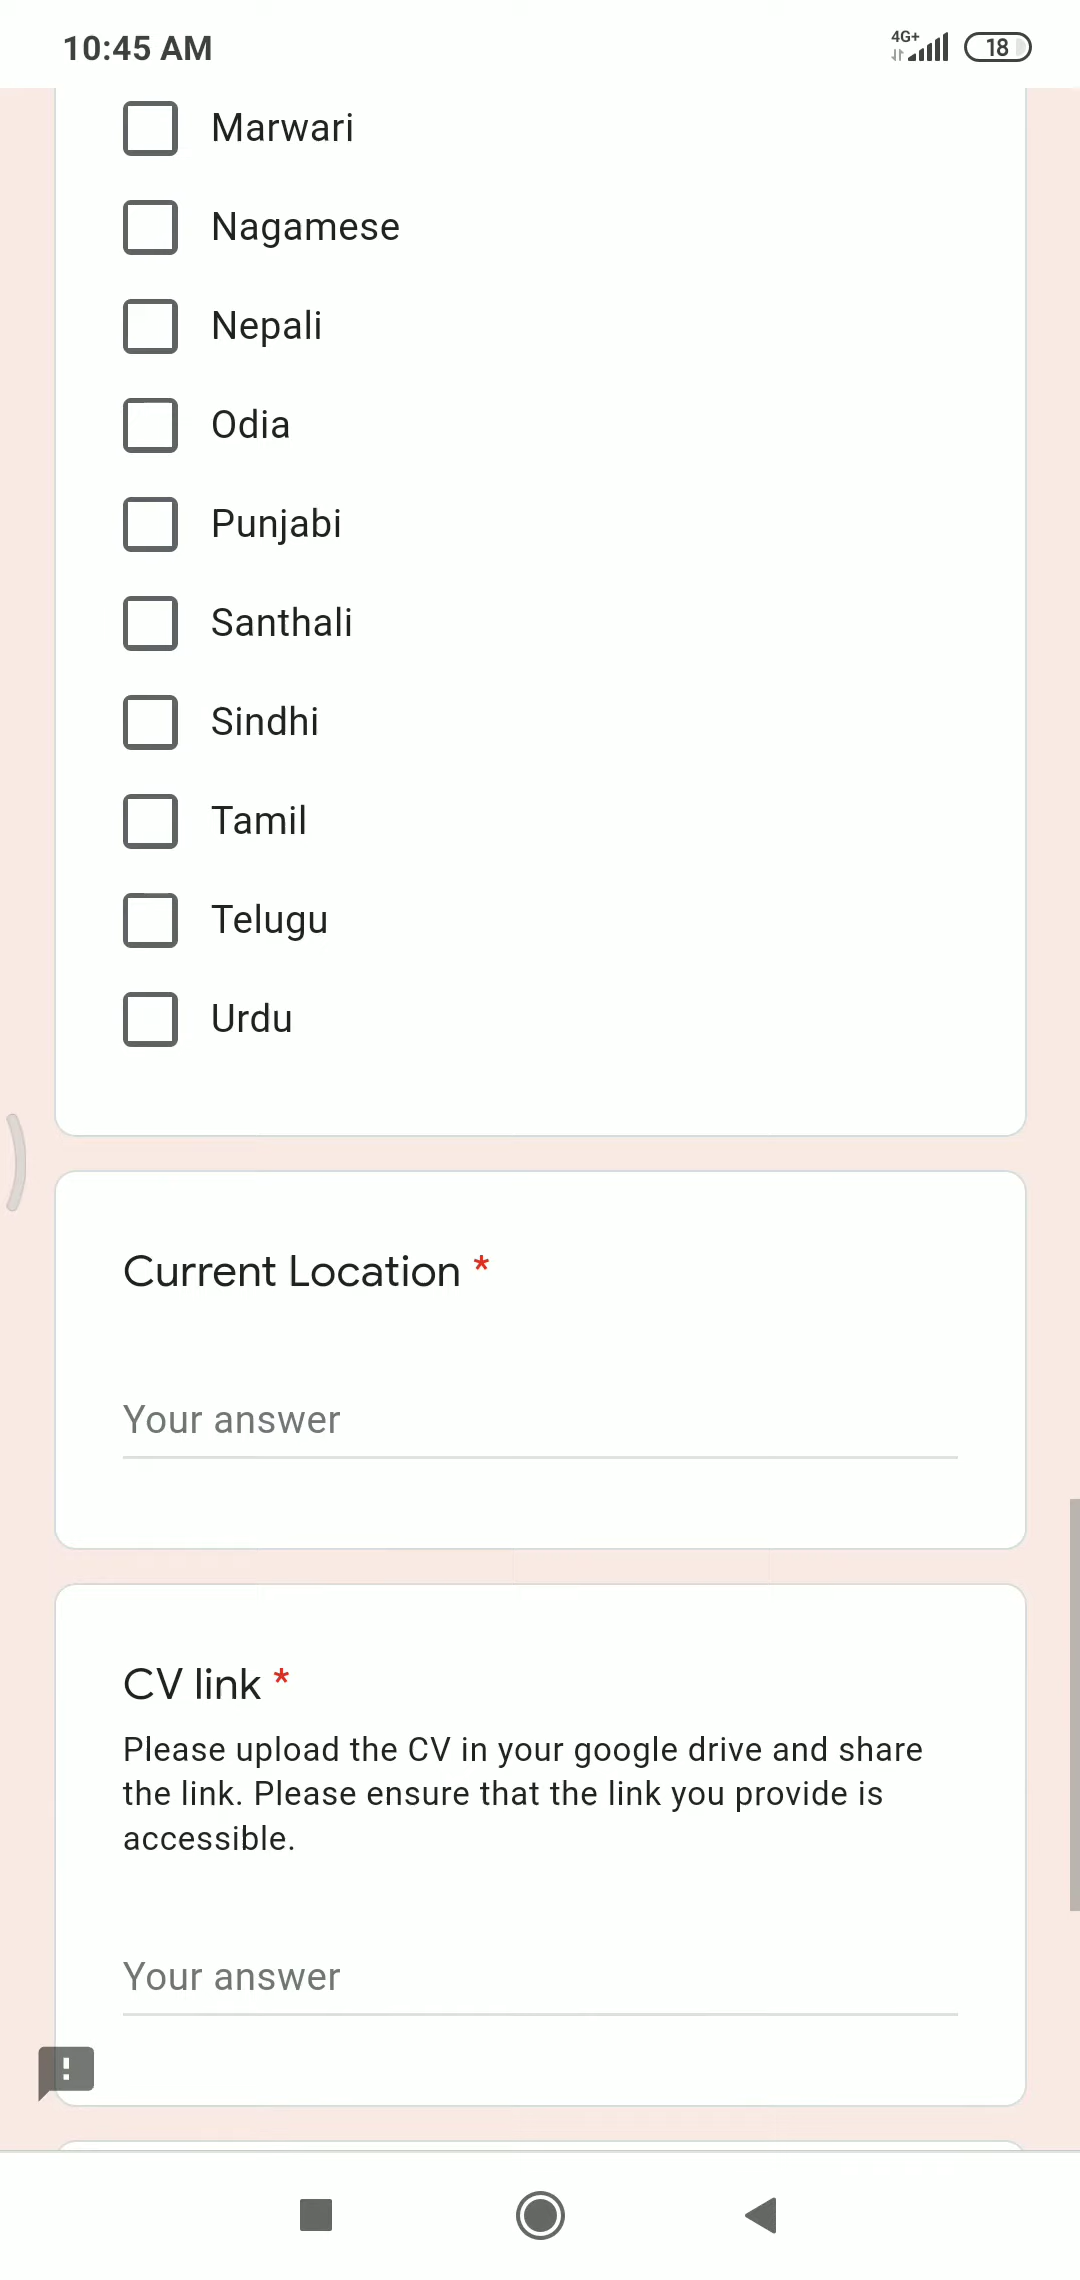 10:45 AM
4G+
18
Marwari
Nagamese
Nepali
Odia
Punjabi
Santhali
Sindhi
Tamil
Telugu
Urdu
Current Location *
Your answer
CV link *
Please upload the CV in your google drive and share
the link. Please ensure that the link you provide is
accessible.
Your answer